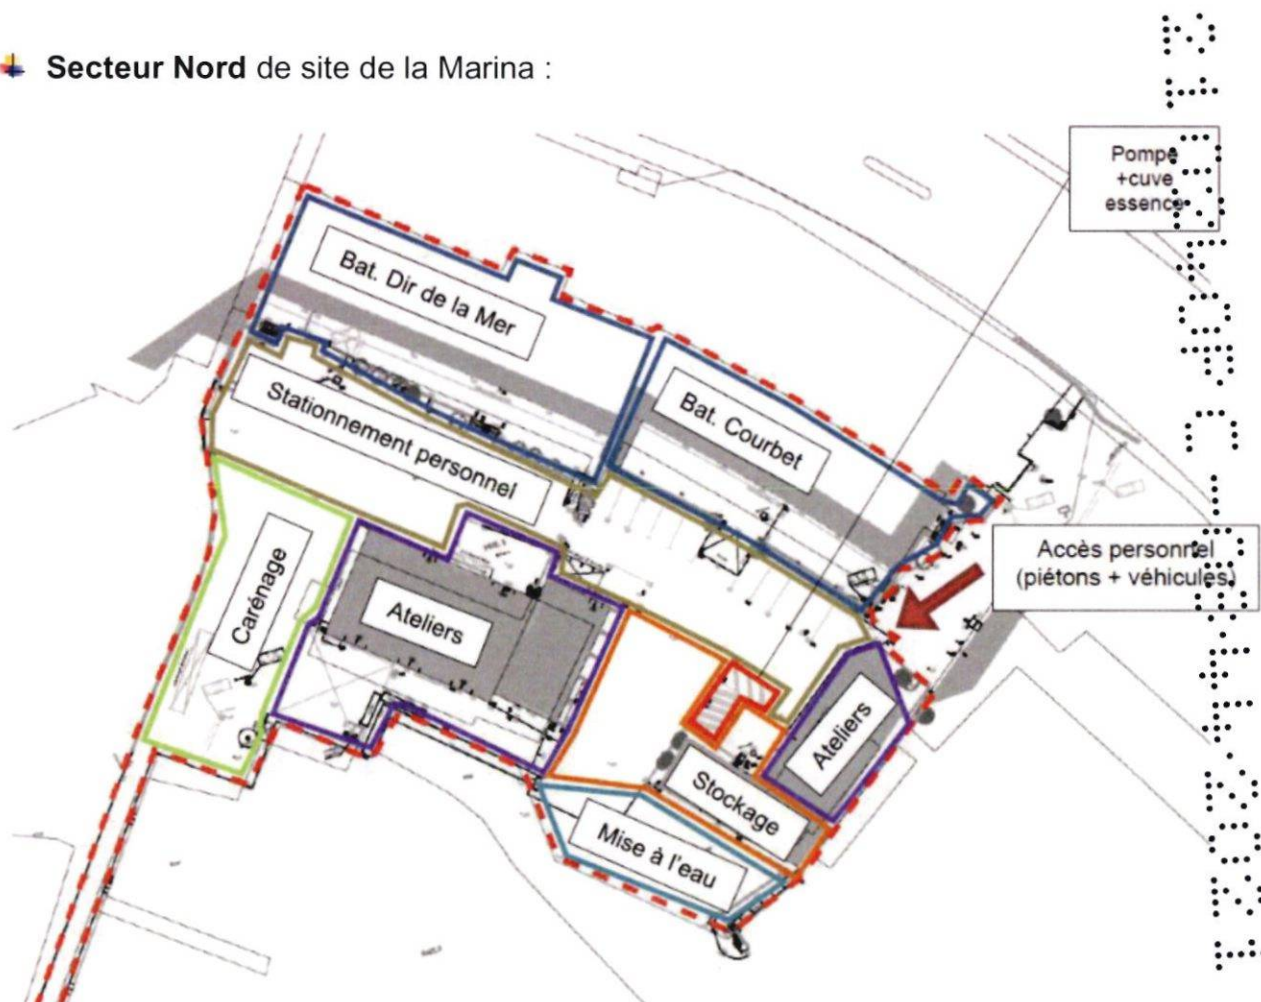 Secteur Nord de site de la Marina :
Pompe
+cuve
essence
Bat. Dir de la Mer
Stationnement personnel
Bat. Courbet
Accès personnel
(piétons + véhicules)
Carénage
Ateliers
Ateliers
Stockage
Mise à l'eau